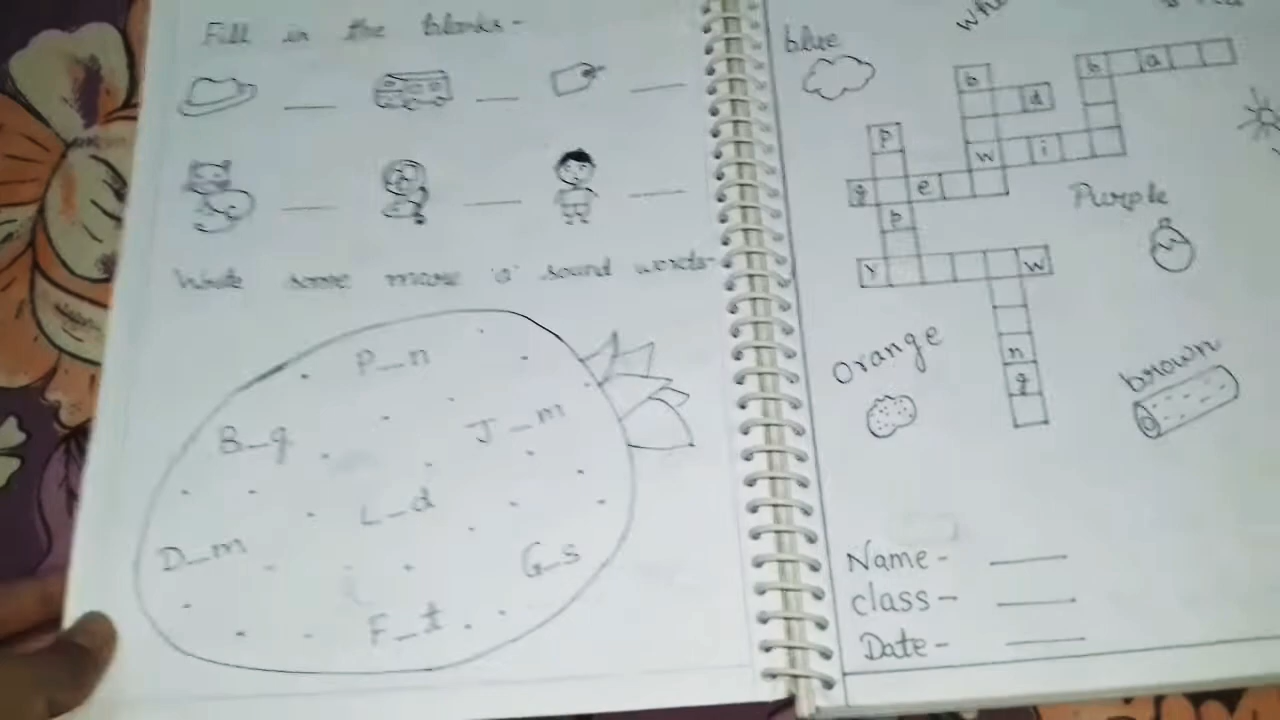 Fill in the blanks-
Write some more 'a' sound words-
P_n
J_m
B_g
L_d
D_m
G_s
F_t
blue
b
b a
d
p
w i
g e
p
Purple
Y w
n
g
orange
brown
Name-
class-
Date-